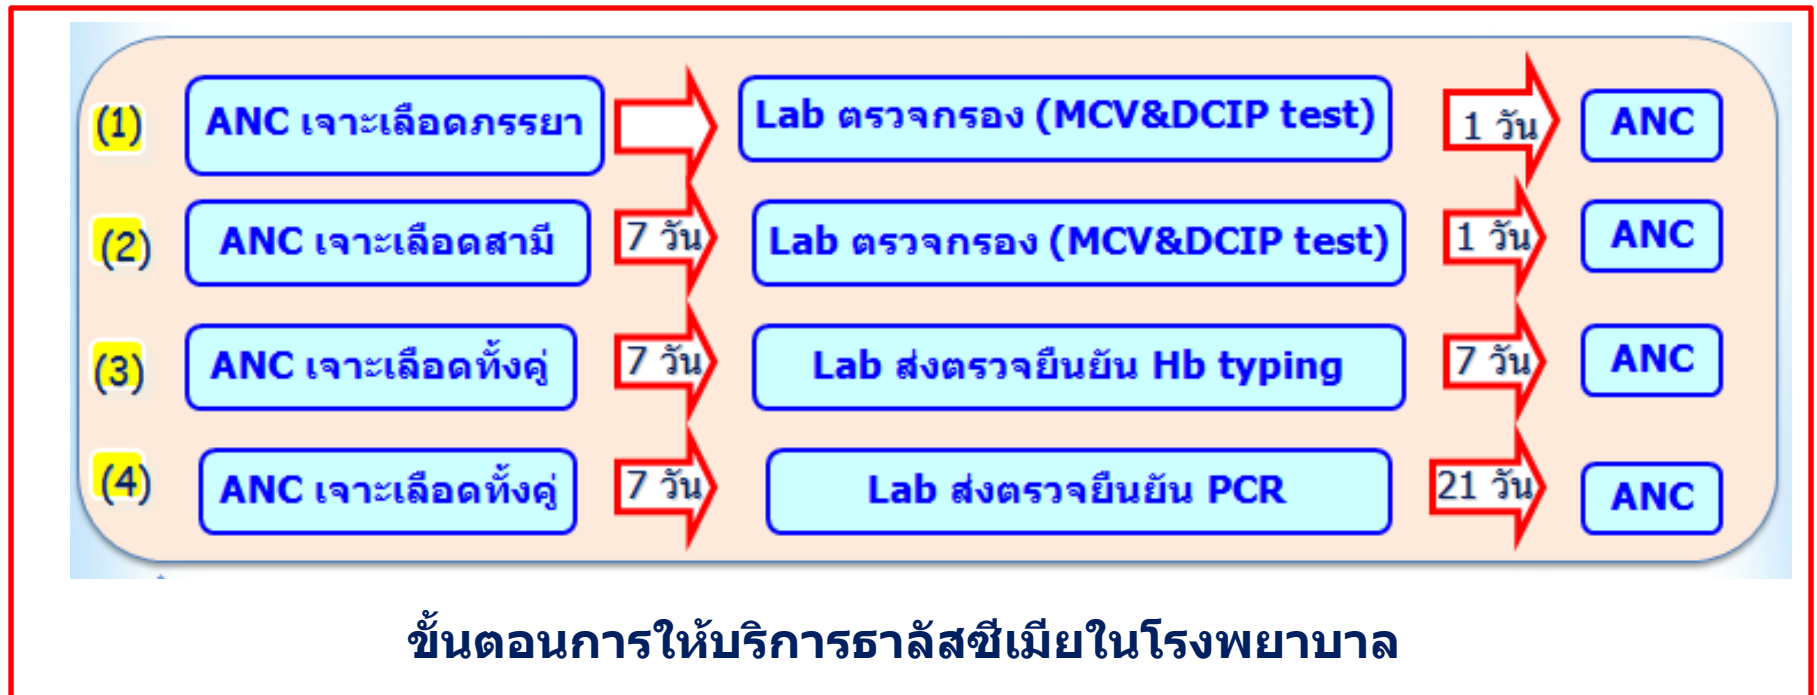 (1) ANC เจาะเลือดภรรยา Lab ตรวจกรอง (MCV&DCIP test) 1 วัน ANC
(2) ANC เจาะเลือดสามี 7 วัน Lab ตรวจกรอง (MCV&DCIP test) 1 วัน ANC
(3) ANC เจาะเลือดทั้งคู่ 7 วัน Lab ส่งตรวจยืนยัน Hb typing 7 วัน ANC
(4) ANC เจาะเลือดทั้งคู่ 7 วัน Lab ส่งตรวจยืนยัน PCR 21 วัน ANC
ขั้นตอนการให้บริการธาลัสซีเมียในโรงพยาบาล